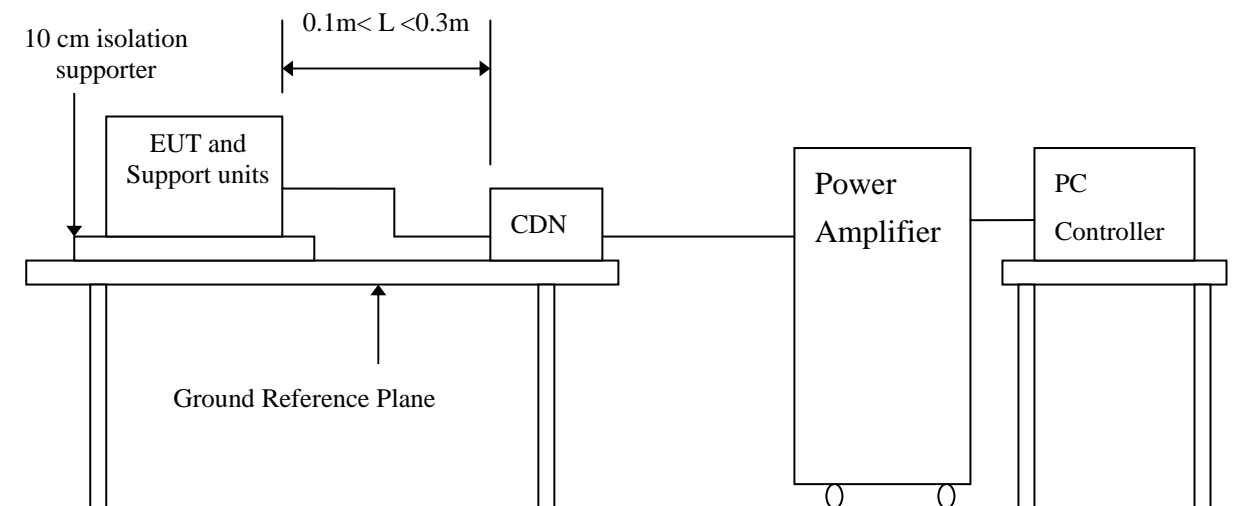 0.1m< L <0.3m
10 cm isolation
supporter
EUT and
Support units
CDN
Power
Amplifier
PC
Controller
Ground Reference Plane